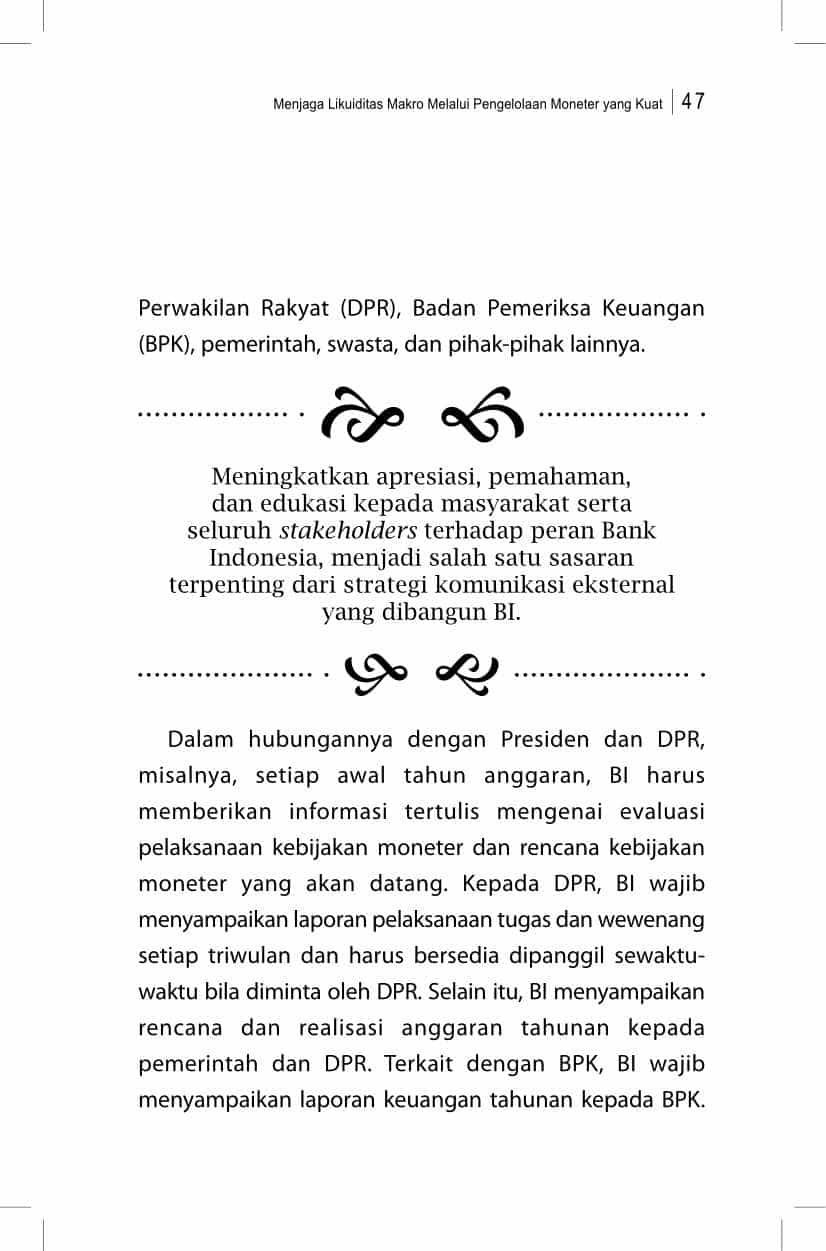 Menjaga Likuiditas Makro Melalui Pengelolaan Moneter yang Kuat 47
Perwakilan Rakyat (DPR), Badan Pemeriksa Keuangan
(BPK), pemerintah, swasta, dan pihak-pihak lainnya.
Meningkatkan apresiasi, pemahaman,
dan edukasi kepada masyarakat serta
seluruh stakeholders terhadap peran Bank
Indonesia, menjadi salah satu sasaran
terpenting dari strategi komunikasi eksternal
yang dibangun BI.
Dalam hubungannya dengan Presiden dan DPR,
misalnya, setiap awal tahun anggaran, BI harus
memberikan informasi tertulis mengenai evaluasi
pelaksanaan kebijakan moneter dan rencana kebijakan
moneter yang akan datang. Kepada DPR, BI wajib
menyampaikan laporan pelaksanaan tugas dan wewenang
setiap triwulan dan harus bersedia dipanggil sewaktu-
waktu bila diminta oleh DPR. Selain itu, BI menyampaikan
rencana dan realisasi anggaran tahunan kepada
pemerintah dan DPR. Terkait dengan BPK, BI wajib
menyampaikan laporan keuangan tahunan kepada BPK.